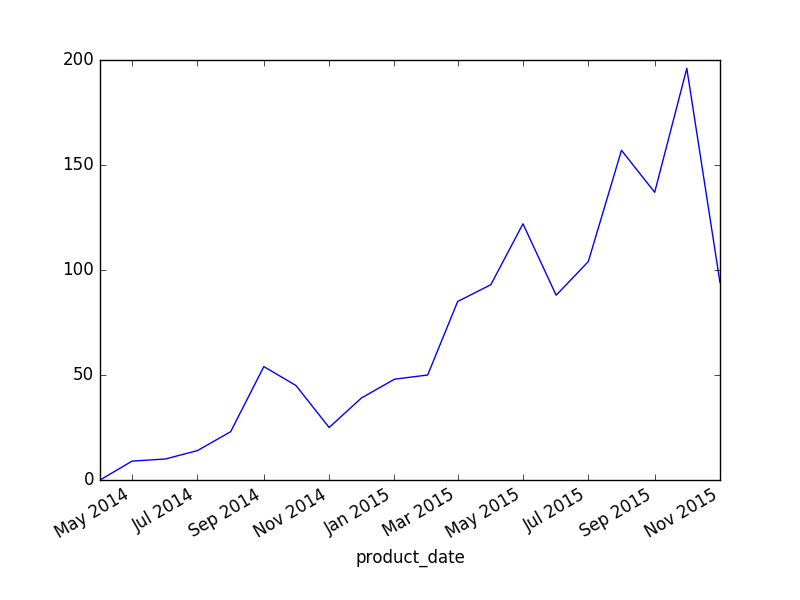 200
150
100
50
0
May 2014
Jul 2014
Sep 2014
Nov 2014
Jan 2015
Mar 2015
May 2015
Jul 2015
Sep 2015
Nov 2015
product_date